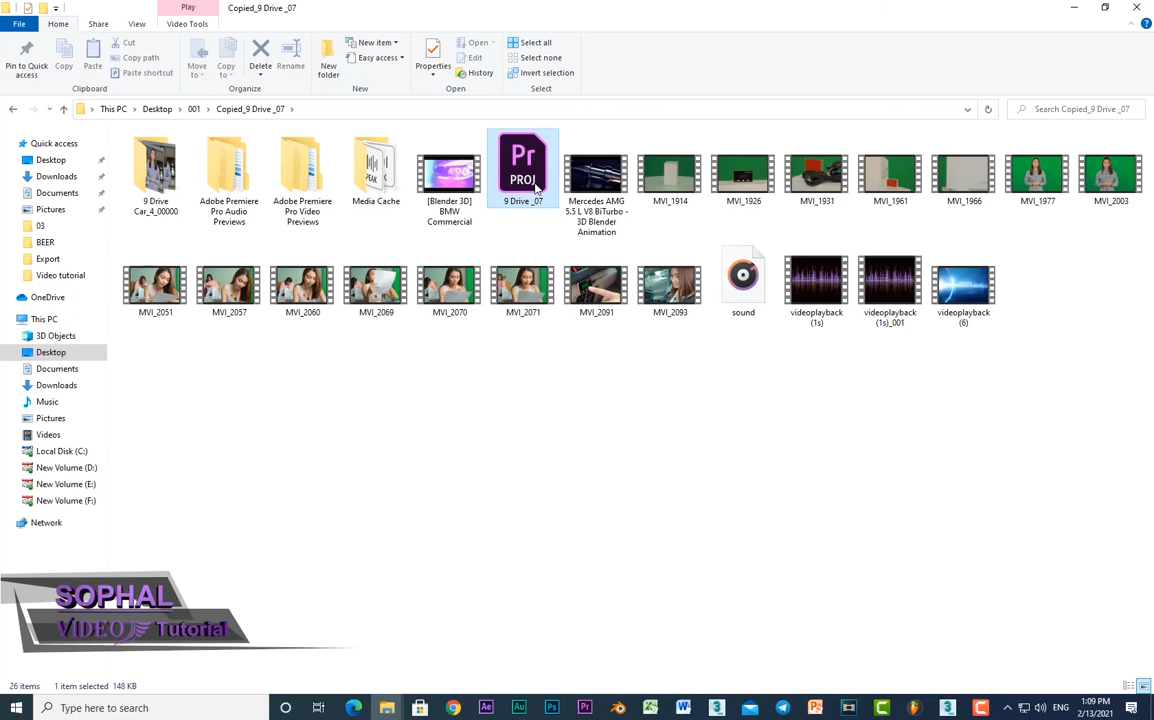 Play
Copied_9 Drive _07
File
Home
Share
View
Video Tools
Pin to Quick
access
Copy
Paste
Cut
Copy path
Paste shortcut
Clipboard
Move
to
Copy
to
Delete
Rename
Organize
New
folder
New item
Easy access
New
Properties
Open
Edit
History
Open
Select all
Select none
Invert selection
Select
This PC
Desktop
001
Copied_9 Drive _07
Search Copied_9 Drive _07
Quick access
Desktop
Downloads
Documents
Pictures
03
BEER
Export
Video tutorial
OneDrive
This PC
3D Objects
Desktop
Documents
Downloads
Music
Pictures
Videos
Local Disk (C:)
New Volume (D:)
New Volume (E:)
New Volume (F:)
Network
PEAK
Pr
PROJ
9 Drive
Car_4_00000
Adobe Premiere
Pro Audio
Previews
Adobe Premiere
Pro Video
Previews
Media Cache
[Blender 3D]
BMW
Commercial
9 Drive _07
Mercedes AMG
5.5 L V8 BiTurbo -
3D Blender
Animation
MVI_1914
MVI_1926
MVI_1931
MVI_1961
MVI_1966
MVI_1977
MVI_2003
MVI_2051
MVI_2057
MVI_2060
MVI_2069
MVI_2070
MVI_2071
MVI_2091
MVI_2093
sound
videoplayback
(1s)
videoplayback
(1s)_001
videoplayback
(6)
SOPHAL
VIDEO Tutorial
26 items 1 item selected 148 KB
Type here to search
Ae
Au
Ps
Pr
ENG
1:09 PM
2/13/2021